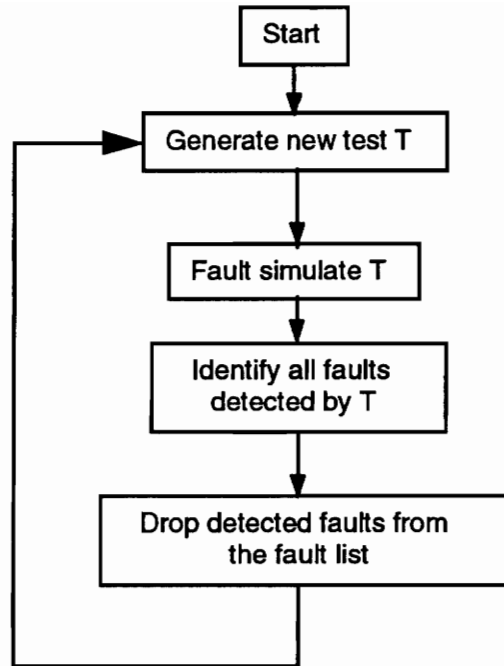 Start
Generate new test T
Fault simulate T
Identify all faults
detected by T
Drop detected faults from
the fault list